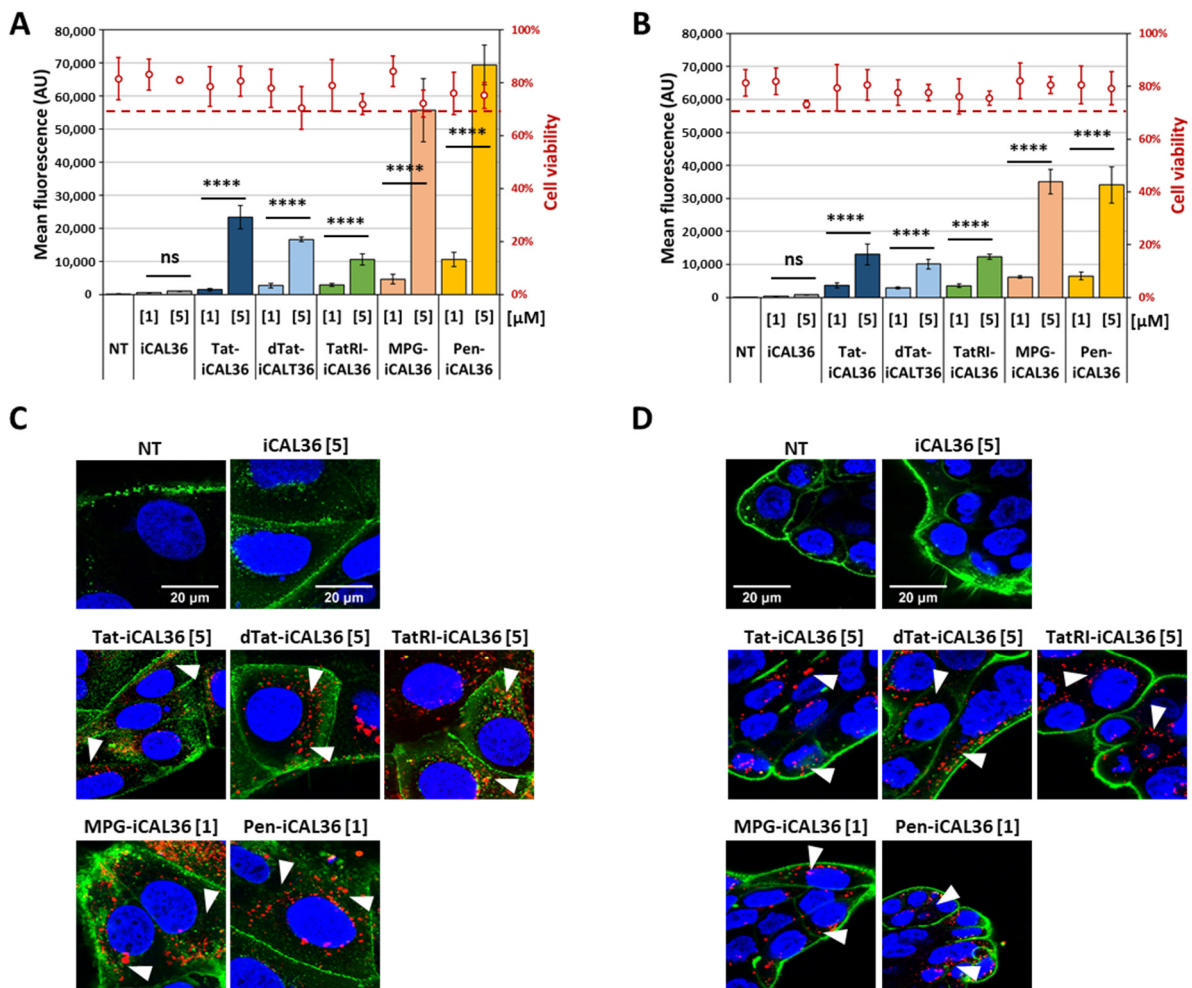 A
Mean fluorescence (AU)
80,000
70,000
60,000
50,000
40,000
30,000
20,000
10,000
0
100%
80%
60%
40%
20%
0%
Cell viability
ns
****
****
****
****
****
[1] [5] [1] [5] [1] [5] [1] [5] [1] [5] [1] [5] [µM]
NT iCAL36 Tat- dTat- TatRI- MPG- Pen-
iCAL36 iCALT36 iCAL36 iCAL36 iCAL36
B
Mean fluorescence (AU)
80,000
70,000
60,000
50,000
40,000
30,000
20,000
10,000
0
100%
80%
60%
40%
20%
0%
Cell viability
ns
****
****
****
****
****
[1] [5] [1] [5] [1] [5] [1] [5] [1] [5] [1] [5] [µM]
NT iCAL36 Tat- dTat- TatRI- MPG- Pen-
iCAL36 iCALT36 iCAL36 iCAL36 iCAL36
C
NT iCAL36 [5]
20 µm 20 µm
Tat-iCAL36 [5] dTat-iCAL36 [5] TatRI-iCAL36 [5]
MPG-iCAL36 [1] Pen-iCAL36 [1]
D
NT iCAL36 [5]
20 µm 20 µm
Tat-iCAL36 [5] dTat-iCAL36 [5] TatRI-iCAL36 [5]
MPG-iCAL36 [1] Pen-iCAL36 [1]